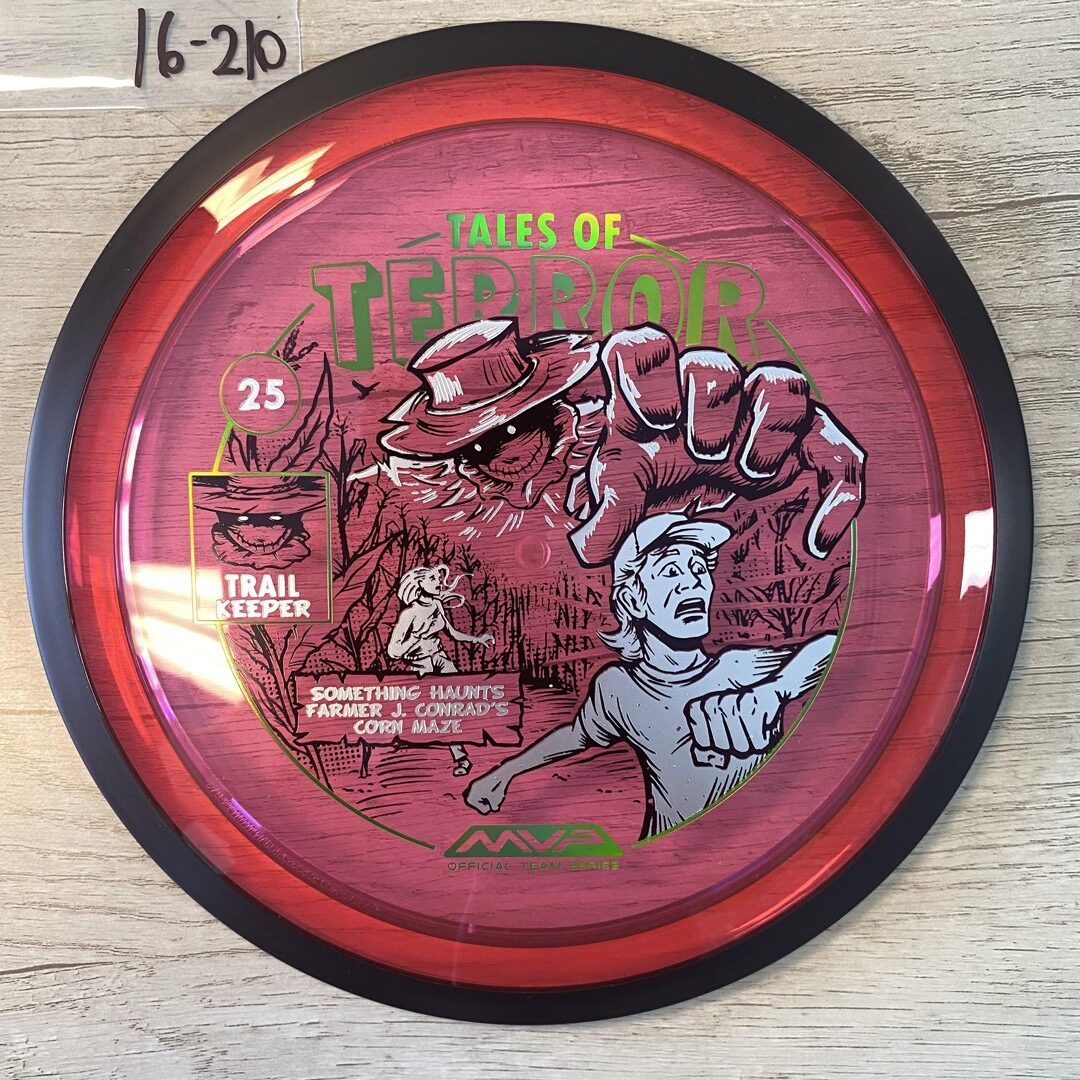 16-210
TALES OF
TERROR
25
TRAIL
KEEPER
SOMETHING HAUNTS
FARMER J. CONRAD'S
CORN MAZE
MVP
OFFICIAL TEAM SERIES